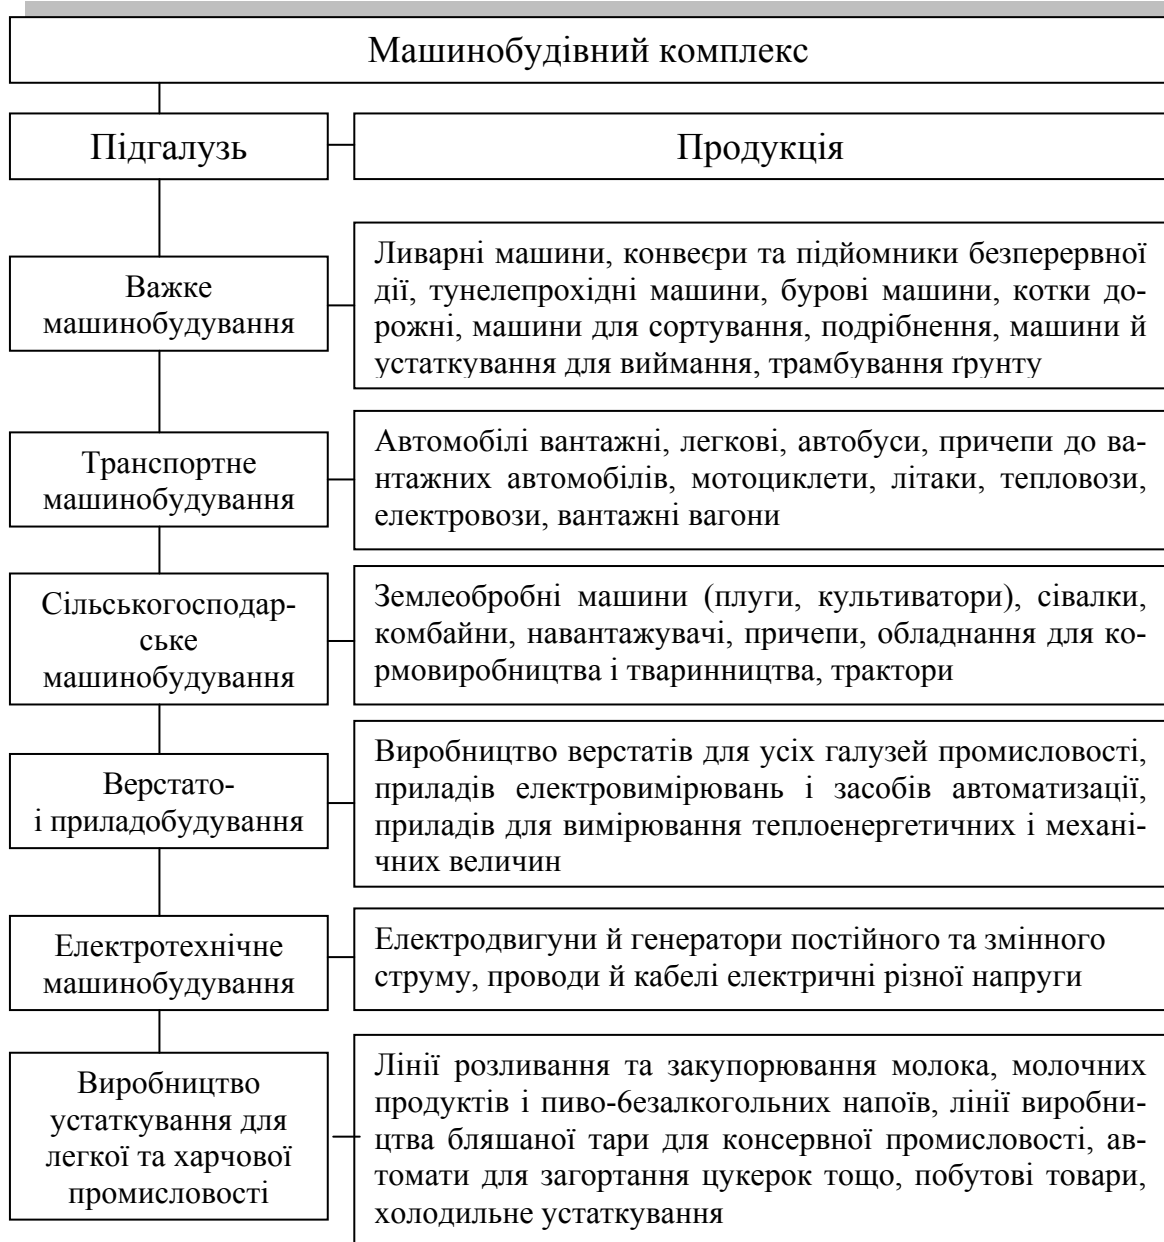 Машинобудівний комплекс
Підгалузь
Продукція
Важке
машинобудування
Ливарні машини, конвеєри та підйомники безперервної
дії, тунелепрохідні машини, бурові машини, котки до-
рожні, машини для сортування, подрібнення, машини й
устаткування для виймання, трамбування ґрунту
Транспортне
машинобудування
Автомобілі вантажні, легкові, автобуси, причепи до ва-
нтажних автомобілів, мотоциклети, літаки, тепловози,
електровози, вантажні вагони
Сільськогосподар-
ське
машинобудування
Землеобробні машини (плуги, культиватори), сівалки,
комбайни, навантажувачі, причепи, обладнання для ко-
рмовиробництва і тваринництва, трактори
Верстато-
і приладобудування
Виробництво верстатів для усіх галузей промисловості,
приладів електровимірювань і засобів автоматизації,
приладів для вимірювання теплоенергетичних і механі-
чних величин
Електротехнічне
машинобудування
Електродвигуни й генератори постійного та змінного
струму, проводи й кабелі електричні різної напруги
Виробництво
устаткування для
легкої та харчової
промисловості
Лінії розливання та закупорювання молока, молочних
продуктів і пиво-безалкогольних напоїв, лінії виробни-
цтва бляшаної тари для консервної промисловості, ав-
томати для загортання цукерок тощо, побутові товари,
холодильне устаткування